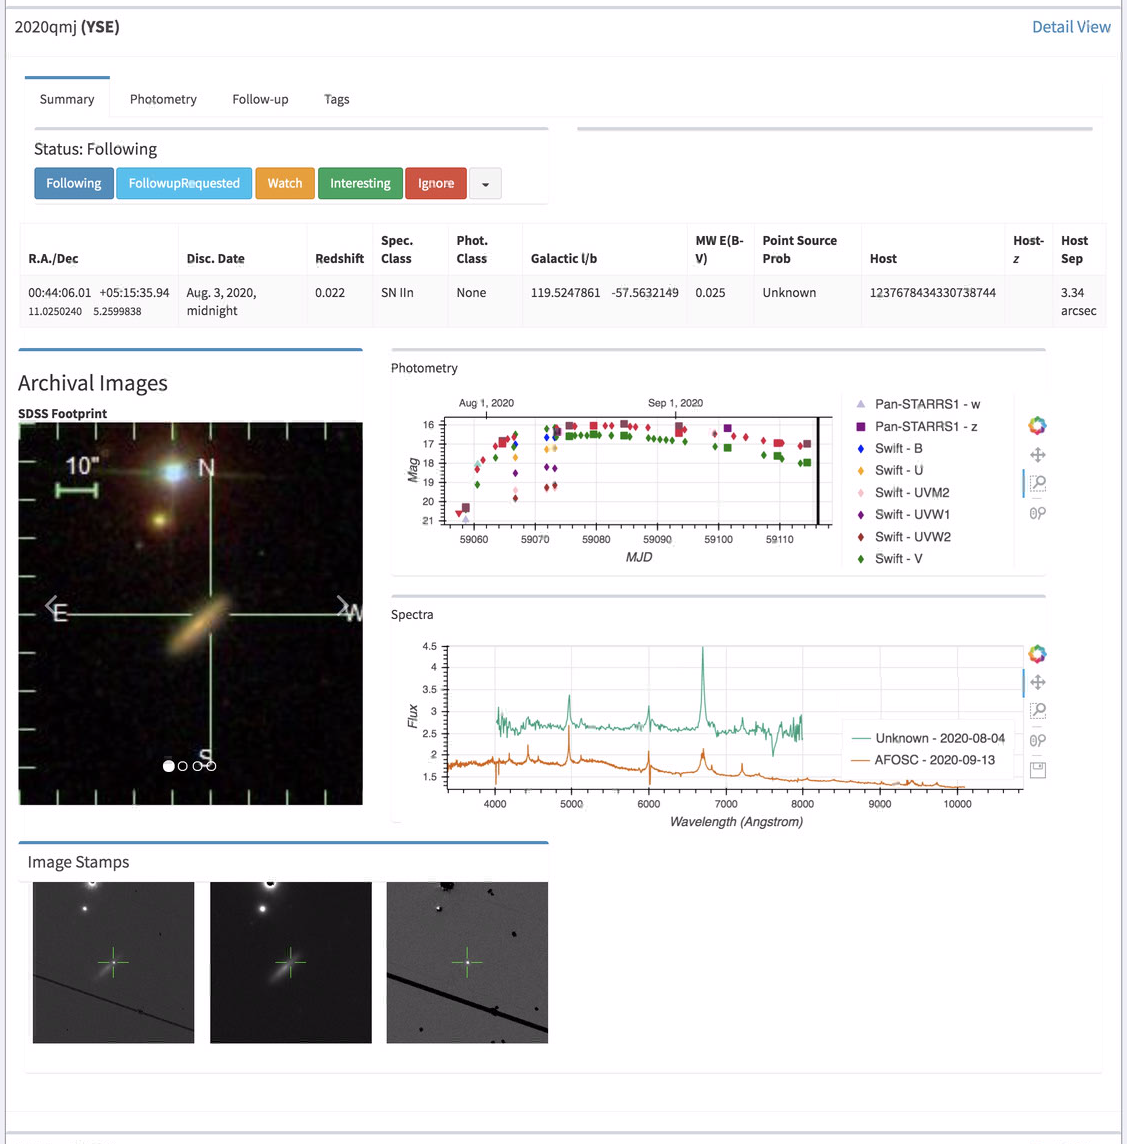 2020qmj (YSE)
Detail View
Summary Photometry Follow-up Tags
Status: Following
Following FollowupRequested Watch Interesting Ignore
R.A./Dec Disc. Date Redshift Spec. Class Phot. Class Galactic l/b MW E(B-V) Point Source Prob Host Host-z Host Sep
00:44:06.01 +05:15:35.94 Aug. 3, 2020, midnight 0.022 SN IIn None 119.5247861 -57.5632149 0.025 Unknown 1237678434330738744 3.34 arcsec
11.0250240 5.2599838
Archival Images
SDSS Footprint
10" N
E W
S
Photometry
Aug 1, 2020 Sep 1, 2020
16
17
18
19
20
21
Mag
59060 59070 59080 59090 59100 59110
MJD
Pan-STARRS1 - w
Pan-STARRS1 - z
Swift - B
Swift - U
Swift - UVM2
Swift - UVW1
Swift - UVW2
Swift - V
Spectra
4.5
4
3.5
3
2.5
2
1.5
Flux
4000 5000 6000 7000 8000 9000 10000
Wavelength (Angstrom)
Unknown - 2020-08-04
AFOSC - 2020-09-13
Image Stamps